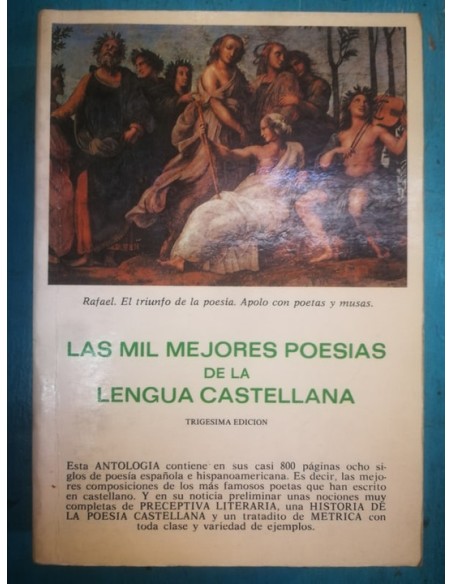 Rafael. El triunfo de la poesía. Apolo con poetas y musas.
LAS MIL MEJORES POESIAS
DE LA
LENGUA CASTELLANA
TRIGESIMA EDICION
Esta ANTOLOGIA contiene en sus casi 800 páginas ocho si-
glos de poesía española e hispanoamericana. Es decir, las mejo-
res composiciones de los más famosos poetas que han escrito
en castellano. Y en su noticia preliminar unas nociones muy
completas de PRECEPTIVA LITERARIA, una HISTORIA DE
LA POESIA CASTELLANA y un tratadito de METRICA con
toda clase y variedad de ejemplos.